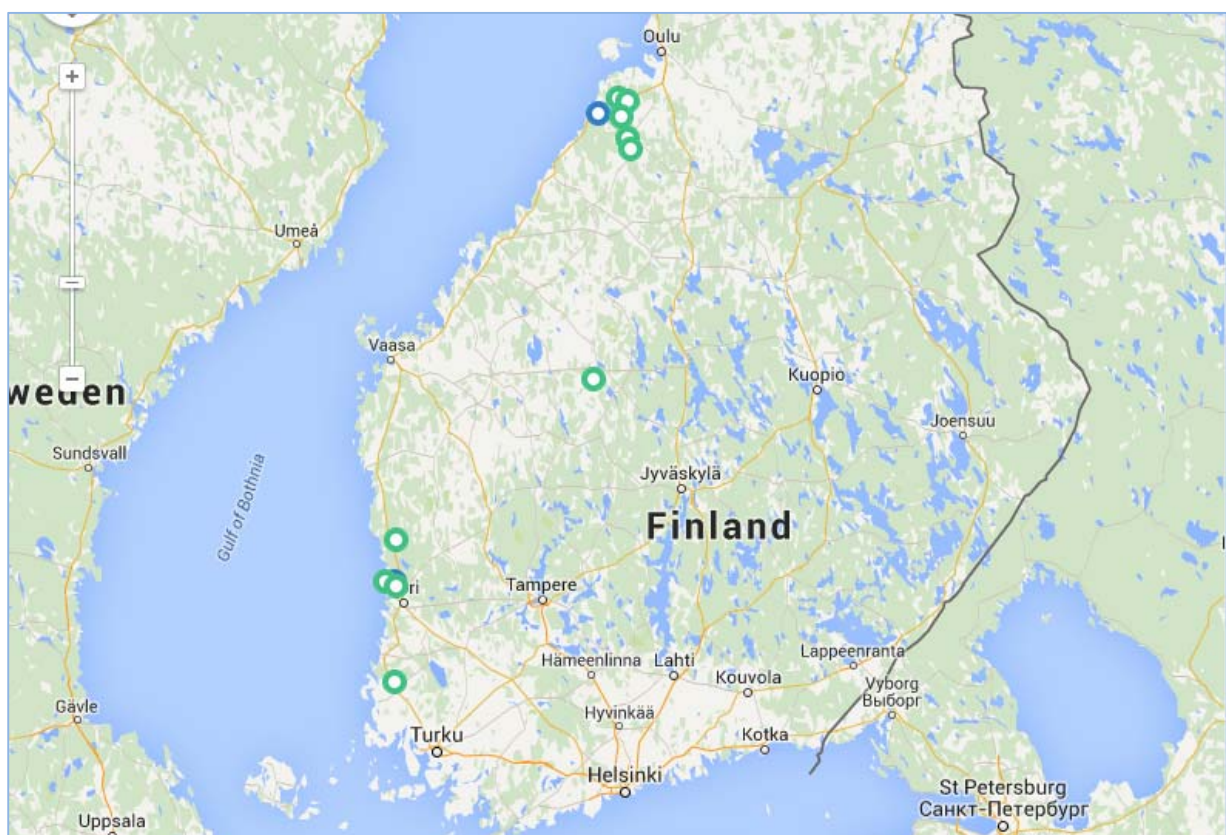 Oulu
Umeå
Vaasa
Kuopio
weden
Joensuu
Sundsvall
Jyväskylä
Gulf of Bothnia
Finland
Tampere
ri
Lappeenranta
Hämeenlinna
Lahti
Kouvola
Vyborg
Выборг
Gävle
Hyvinkää
Turku
Kotka
Helsinki
St Petersburg
Санкт-Петербург
Uppsala